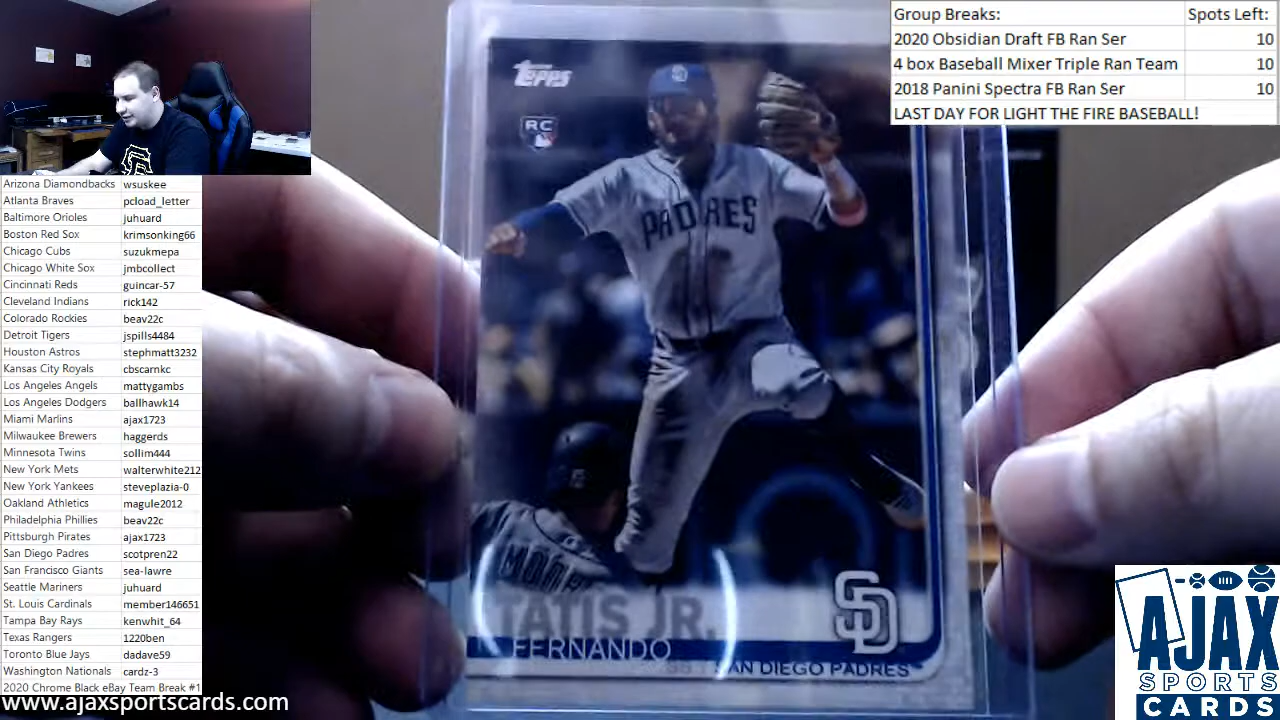 Group Breaks: Spots Left:
2020 Obsidian Draft FB Ran Ser 10
4 box Baseball Mixer Triple Ran Team 10
2018 Panini Spectra FB Ran Ser 10
LAST DAY FOR LIGHT THE FIRE BASEBALL!
Topps
RC
PADRES
TATIS JR.
FERNANDO
SS SAN DIEGO PADRES
SD
Arizona Diamondbacks wsuskee
Atlanta Braves pcload_letter
Baltimore Orioles juhuard
Boston Red Sox krimsonking66
Chicago Cubs suzukmepa
Chicago White Sox jmbcollect
Cincinnati Reds guincar-57
Cleveland Indians rick142
Colorado Rockies beav22c
Detroit Tigers jspills4484
Houston Astros stephmatt3232
Kansas City Royals cbscarnkc
Los Angeles Angels mattygambs
Los Angeles Dodgers ballhawk14
Miami Marlins ajax1723
Milwaukee Brewers haggerds
Minnesota Twins sollim444
New York Mets walterwhite212
New York Yankees steveplazia-0
Oakland Athletics magule2012
Philadelphia Phillies beav22c
Pittsburgh Pirates ajax1723
San Diego Padres scotpren22
San Francisco Giants sea-lawre
Seattle Mariners juhuard
St. Louis Cardinals member146651
Tampa Bay Rays kenwhit_64
Texas Rangers 1220ben
Toronto Blue Jays dadave59
Washington Nationals cardz-3
2020 Chrome Black eBay Team Break #1
www.ajaxsportscards.com
AJAX
SPORTS
CARDS